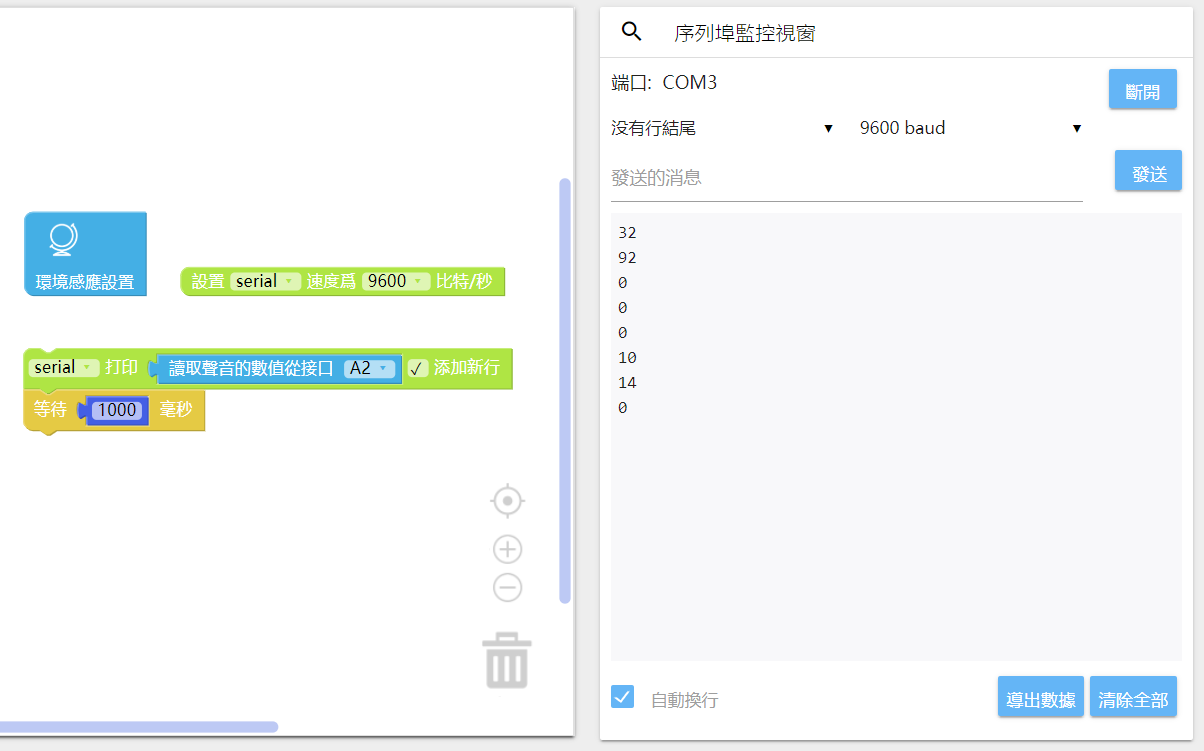 環境感應設置
設置 serial 速度爲 9600 比特/秒
serial 打印 讀取聲音的數值從接口 A2 ✓ 添加新行
等待 1000 毫秒
序列埠監控視窗
端口: COM3
斷開
没有行結尾 9600 baud
發送的消息
發送
32
92
0
0
0
10
14
0
自動換行
導出數據 清除全部